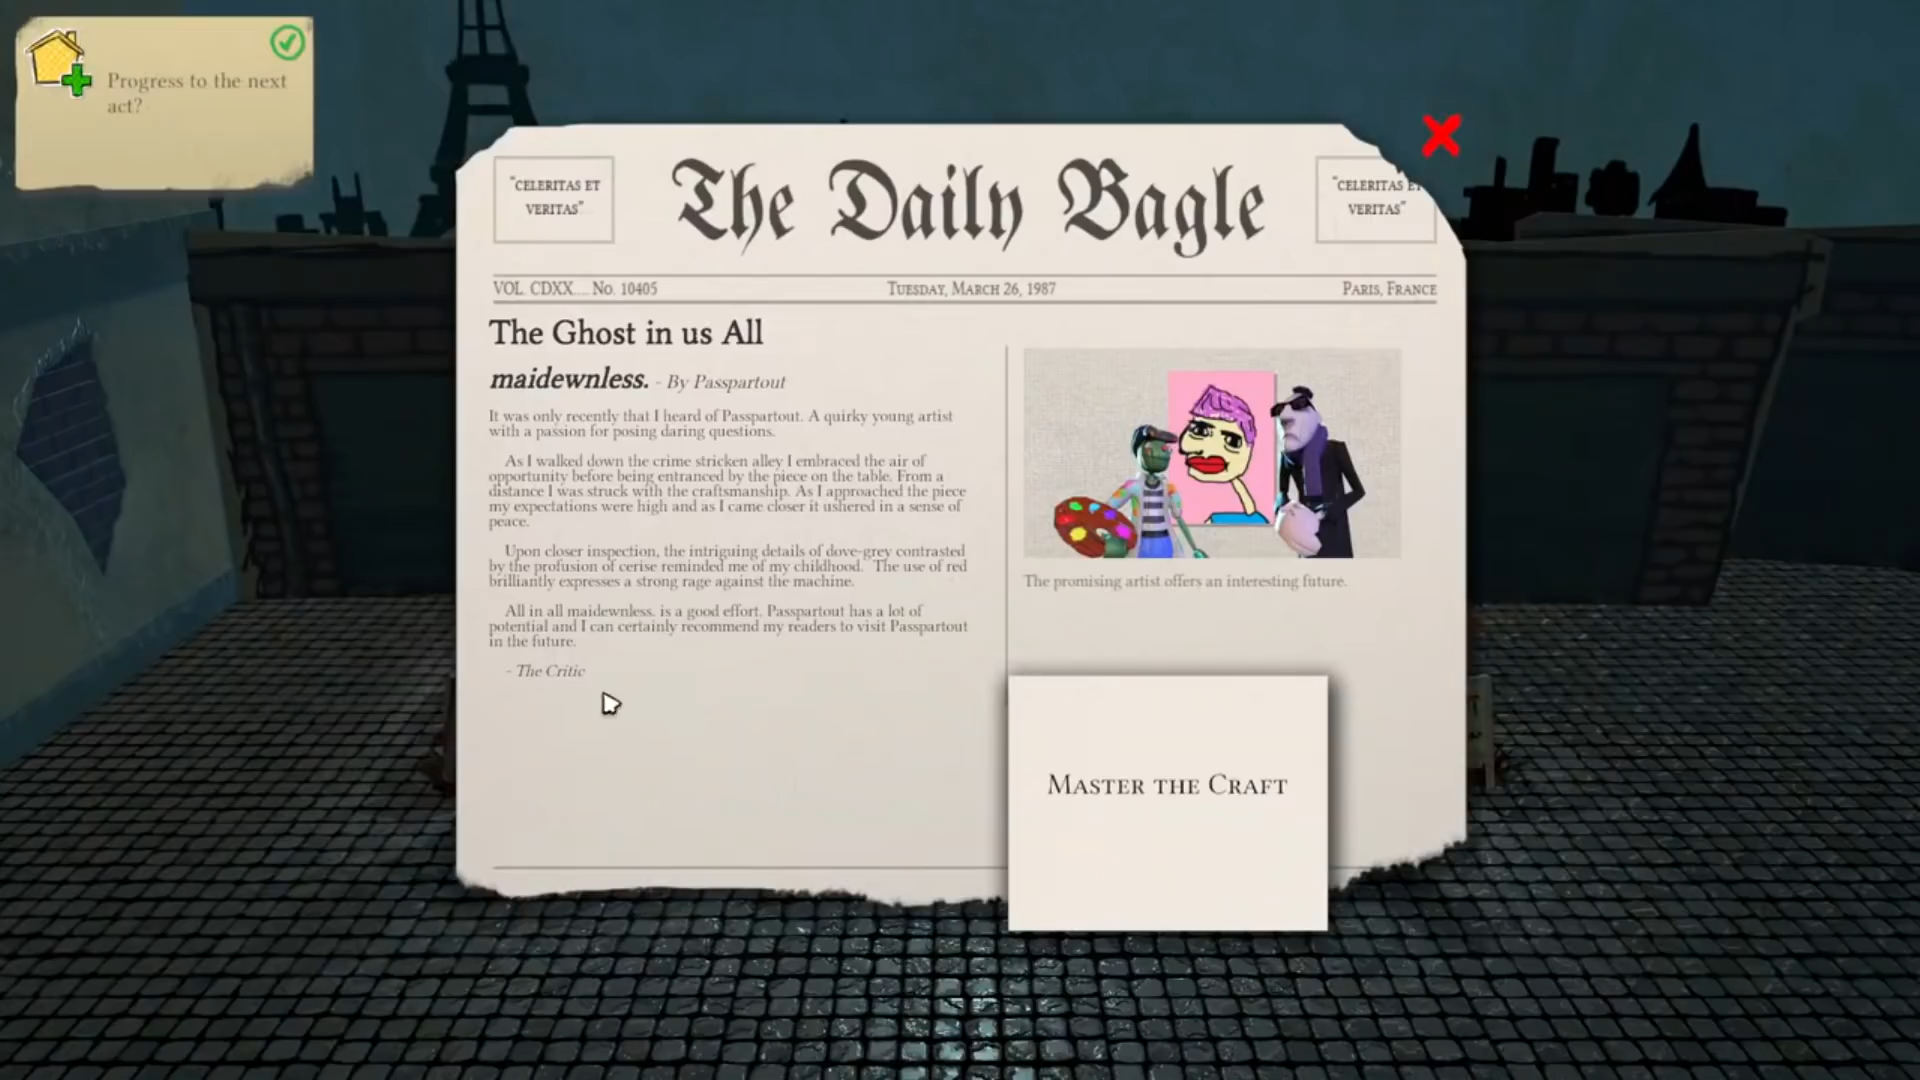 Progress to the next
act?
"CELERITAS ET
VERITAS"
The Daily Bagle
"CELERITAS ET
VERITAS"
VOL. CDXX.... No. 10405
TUESDAY, MARCH 26, 1987
PARIS, FRANCE
The Ghost in us All
maidewnless. - By Passpartout
It was only recently that I heard of Passpartout. A quirky young artist
with a passion for posing daring questions.
As I walked down the crime stricken alley I embraced the air of
opportunity before being entranced by the piece on the table. From a
distance I was struck with the craftsmanship. As I approached the piece
my expectations were high and as I came closer it ushered in a sense of
peace.
Upon closer inspection, the intriguing details of dove-grey contrasted
by the profusion of cerise reminded me of my childhood. The use of red
brilliantly expresses a strong rage against the machine.
All in all maidewnless. is a good effort. Passpartout has a lot of
potential and I can certainly recommend my readers to visit Passpartout
in the future.
- The Critic
The promising artist offers an interesting future.
MASTER THE CRAFT